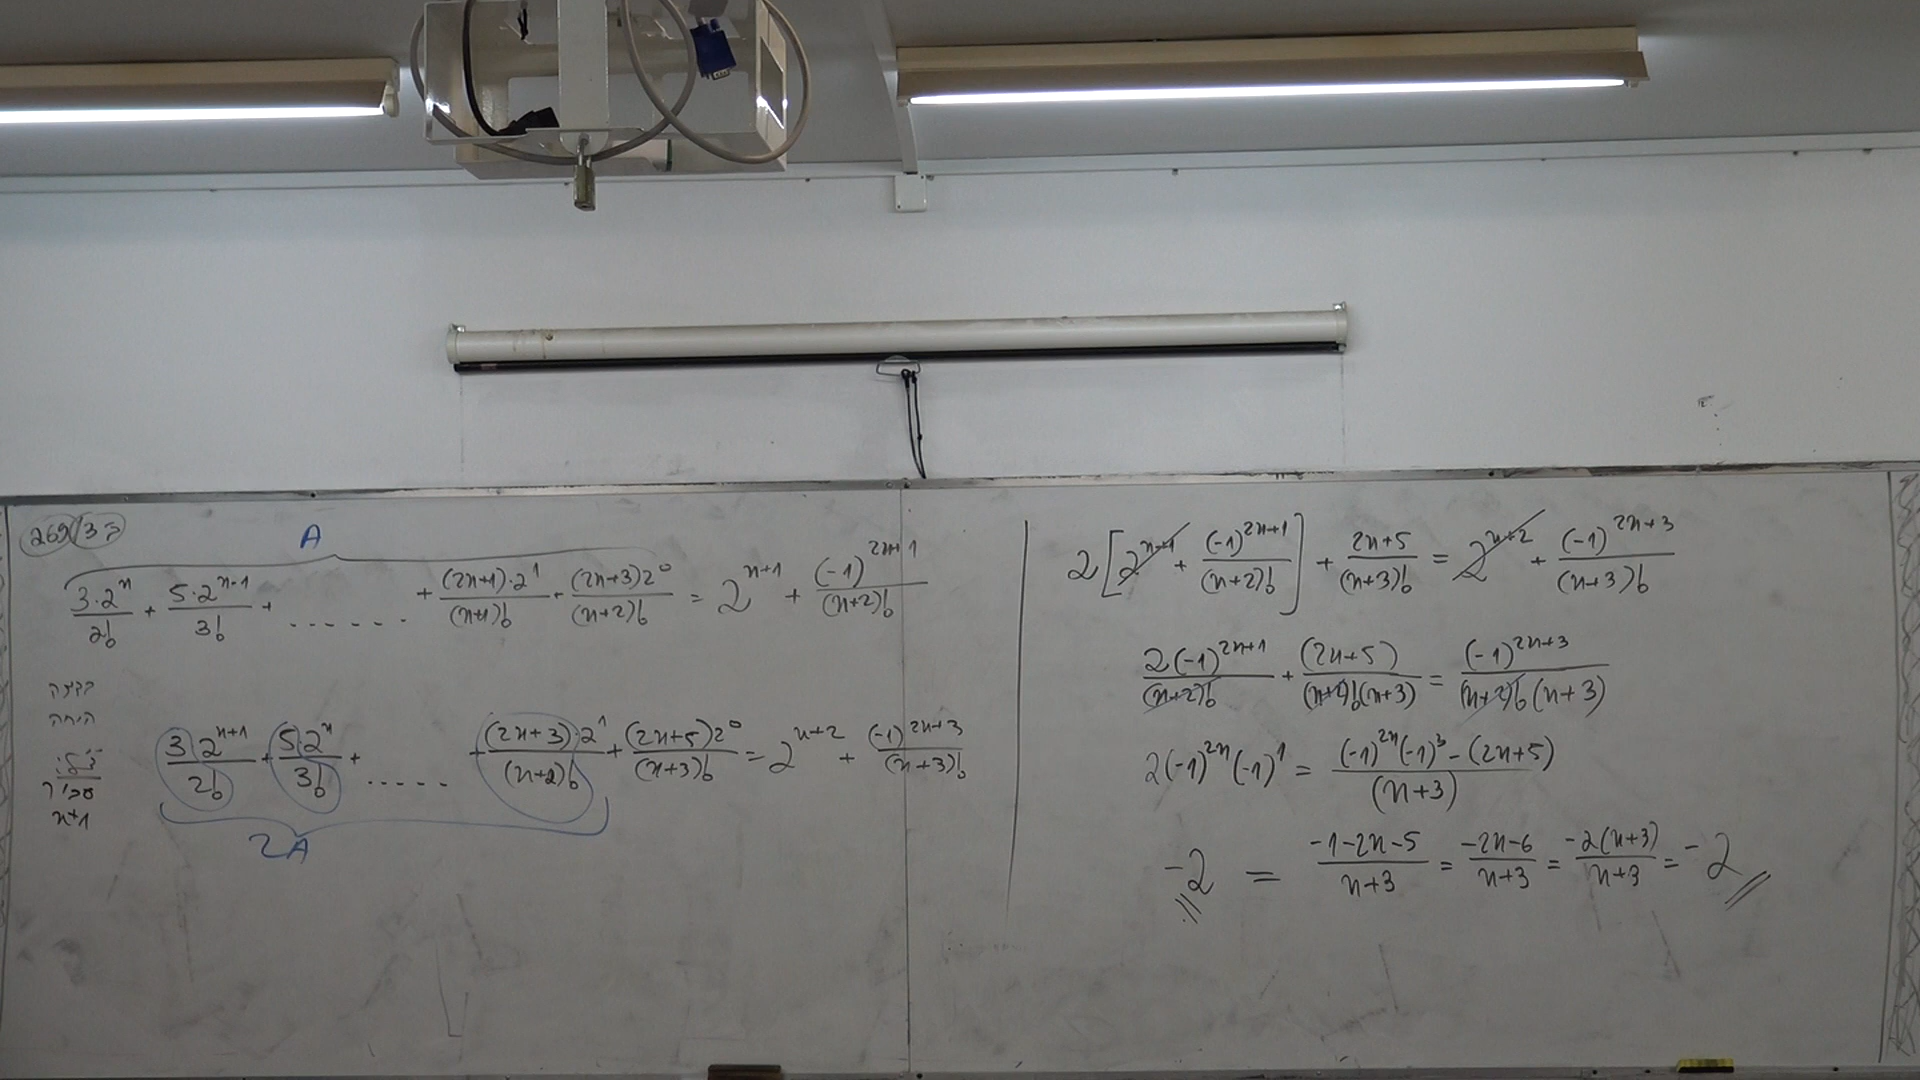 269/37
A
3·2^n/2! + 5·2^(n-1)/3! + ...... + (2n+1)·2^1/(n+1)! + (2n+3)2^0/(n+2)! = 2^(n+1) + (-1)^(2n+1)/(n+2)!
n+1
3·2^(n+1)/2! + 5·2^n/3! + ..... + (2n+3)·2^1/(n+2)! + (2n+5)2^0/(n+3)! = 2^(n+2) + (-1)^(2n+3)/(n+3)!
2A
2[2^(n+1) + (-1)^(2n+1)/(n+2)!] + 2n+5/(n+3)! = 2^(n+2) + (-1)^(2n+3)/(n+3)!
2(-1)^(2n+1)/(n+2)! + (2n+5)/(n+2)!(n+3) = (-1)^(2n+3)/(n+2)!(n+3)
2(-1)^(2n)(-1)^1 = (-1)^(2n)(-1)^3-(2n+5)/(n+3)
-2 = -1-2n-5/n+3 = -2n-6/n+3 = -2(n+3)/n+3 = -2